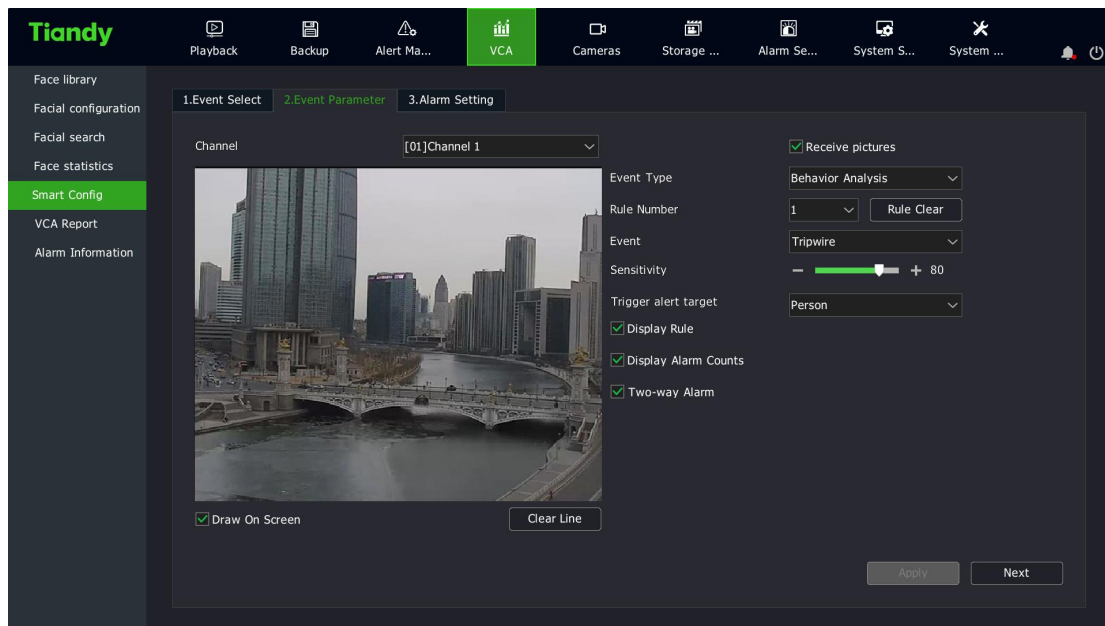 Tiandy
Playback
Backup
Alert Ma...
VCA
Cameras
Storage ...
Alarm Se...
System S...
System ...
Face library
Facial configuration
Facial search
Face statistics
Smart Config
VCA Report
Alarm Information
1.Event Select
2.Event Parameter
3.Alarm Setting
Channel
[01]Channel 1
Receive pictures
Event Type
Behavior Analysis
Rule Number
1
Rule Clear
Event
Tripwire
Sensitivity
80
Trigger alert target
Person
Display Rule
Display Alarm Counts
Two-way Alarm
Draw On Screen
Clear Line
Apply
Next